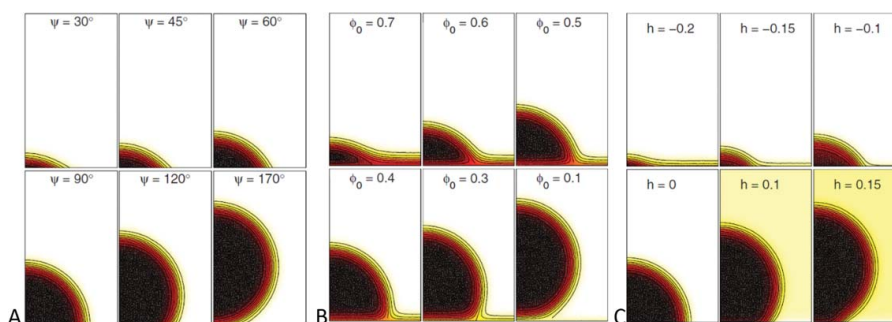 ψ = 30° ψ = 45° ψ = 60° ϕ₀ = 0.7 ϕ₀ = 0.6 ϕ₀ = 0.5 h = −0.2 h = −0.15 h = −0.1
ψ = 90° ψ = 120° ψ = 170° ϕ₀ = 0.4 ϕ₀ = 0.3 ϕ₀ = 0.1 h = 0 h = 0.1 h = 0.15
A B C